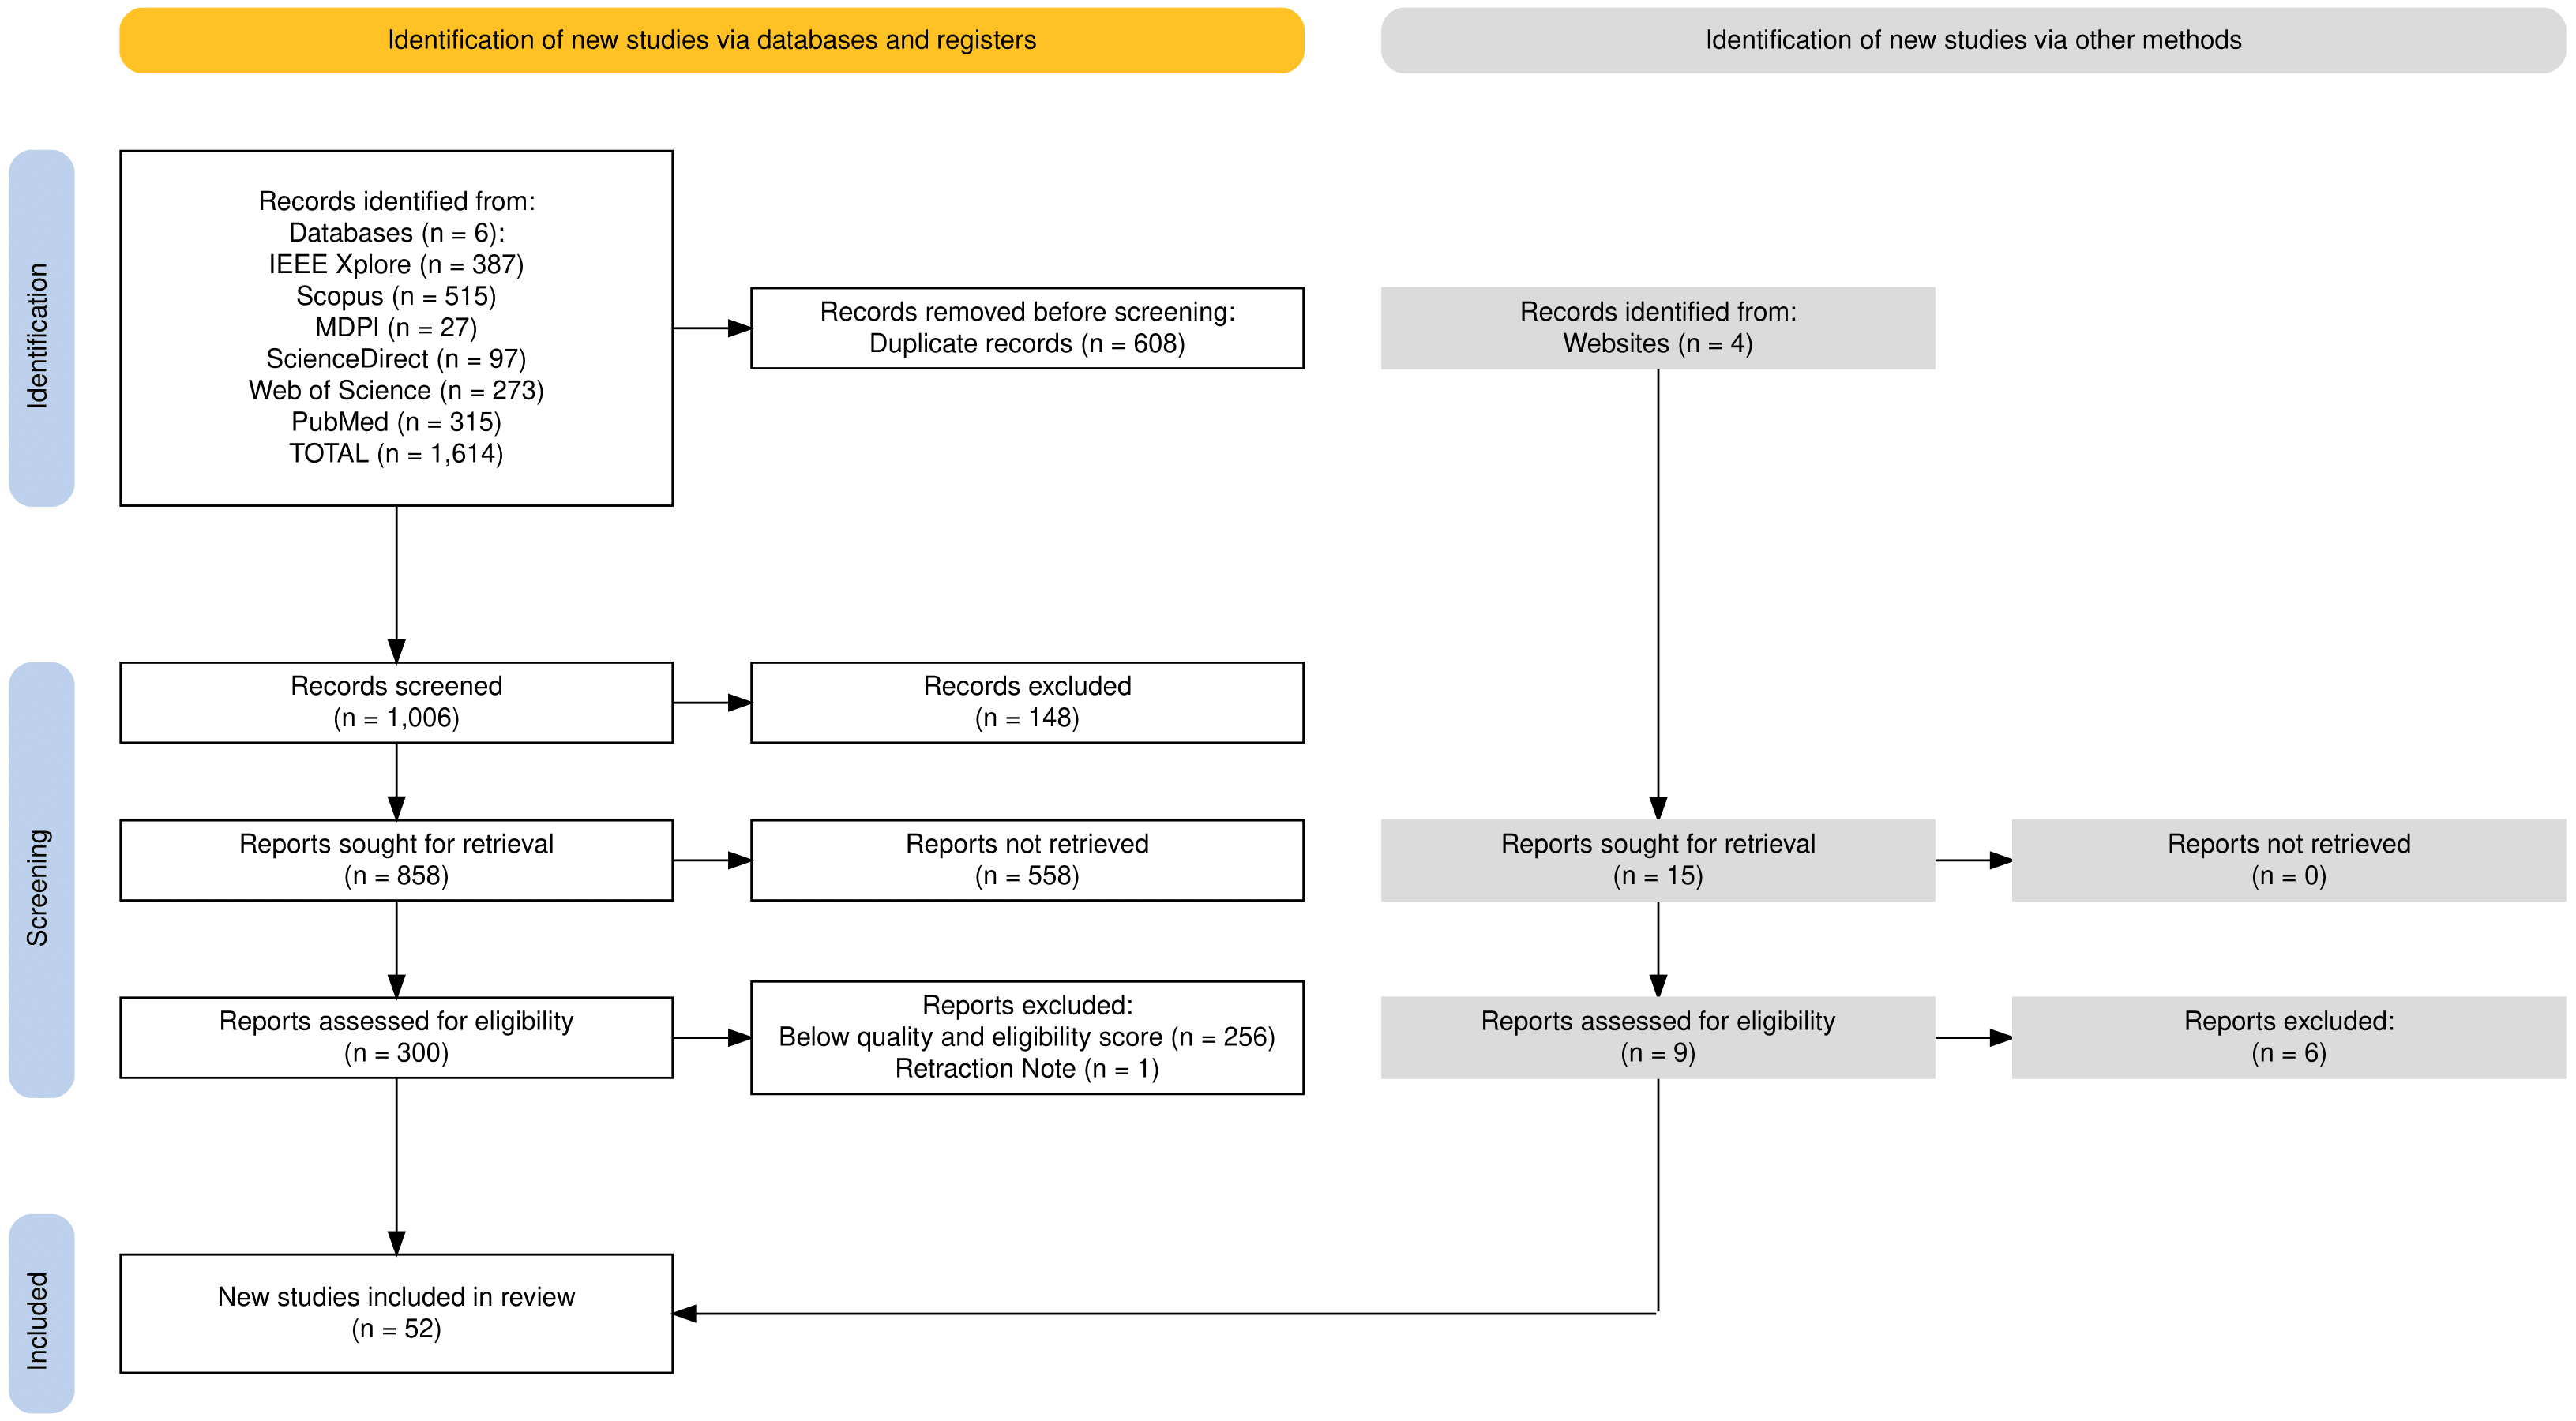 Identification of new studies via databases and registers
Identification of new studies via other methods
Identification
Records identified from:
Databases (n = 6):
IEEE Xplore (n = 387)
Scopus (n = 515)
MDPI (n = 27)
ScienceDirect (n = 97)
Web of Science (n = 273)
PubMed (n = 315)
TOTAL (n = 1,614)
Records removed before screening:
Duplicate records (n = 608)
Records identified from:
Websites (n = 4)
Screening
Records screened
(n = 1,006)
Records excluded
(n = 148)
Reports sought for retrieval
(n = 858)
Reports not retrieved
(n = 558)
Reports sought for retrieval
(n = 15)
Reports not retrieved
(n = 0)
Reports assessed for eligibility
(n = 300)
Reports excluded:
Below quality and eligibility score (n = 256)
Retraction Note (n = 1)
Reports assessed for eligibility
(n = 9)
Reports excluded:
(n = 6)
Included
New studies included in review
(n = 52)